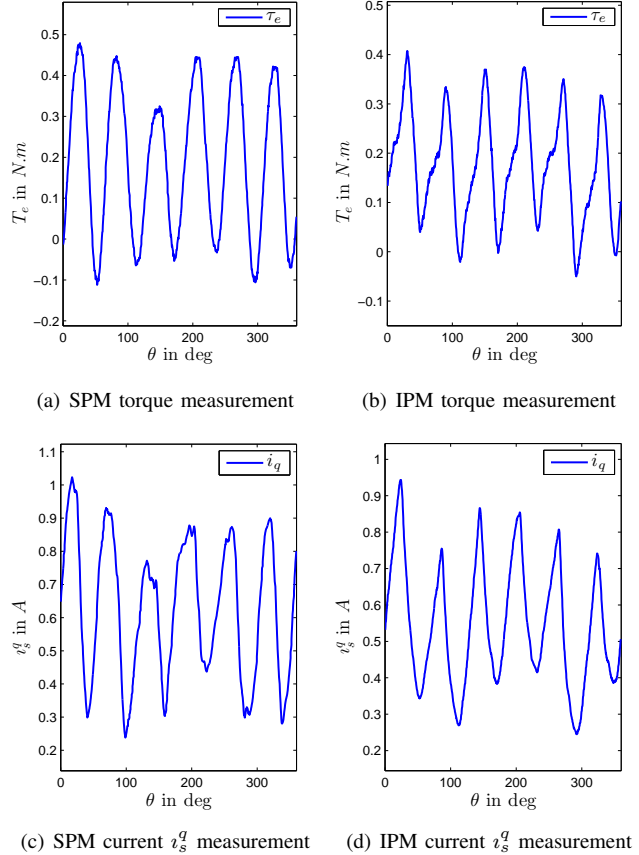 τe
0.5
0.4
0.3
0.2
0.1
0
−0.1
−0.2
Te in N.m
0 100 200 300
θ in deg
(a) SPM torque measurement
τe
0.5
0.4
0.3
0.2
0.1
0
−0.1
Te in N.m
0 100 200 300
θ in deg
(b) IPM torque measurement
iq
1.1
1
0.9
0.8
0.7
0.6
0.5
0.4
0.3
0.2
ı_s^q in A
0 100 200 300
θ in deg
(c) SPM current ı_s^q measurement
iq
1
0.9
0.8
0.7
0.6
0.5
0.4
0.3
0.2
ı_s^q in A
0 100 200 300
θ in deg
(d) IPM current ı_s^q measurement